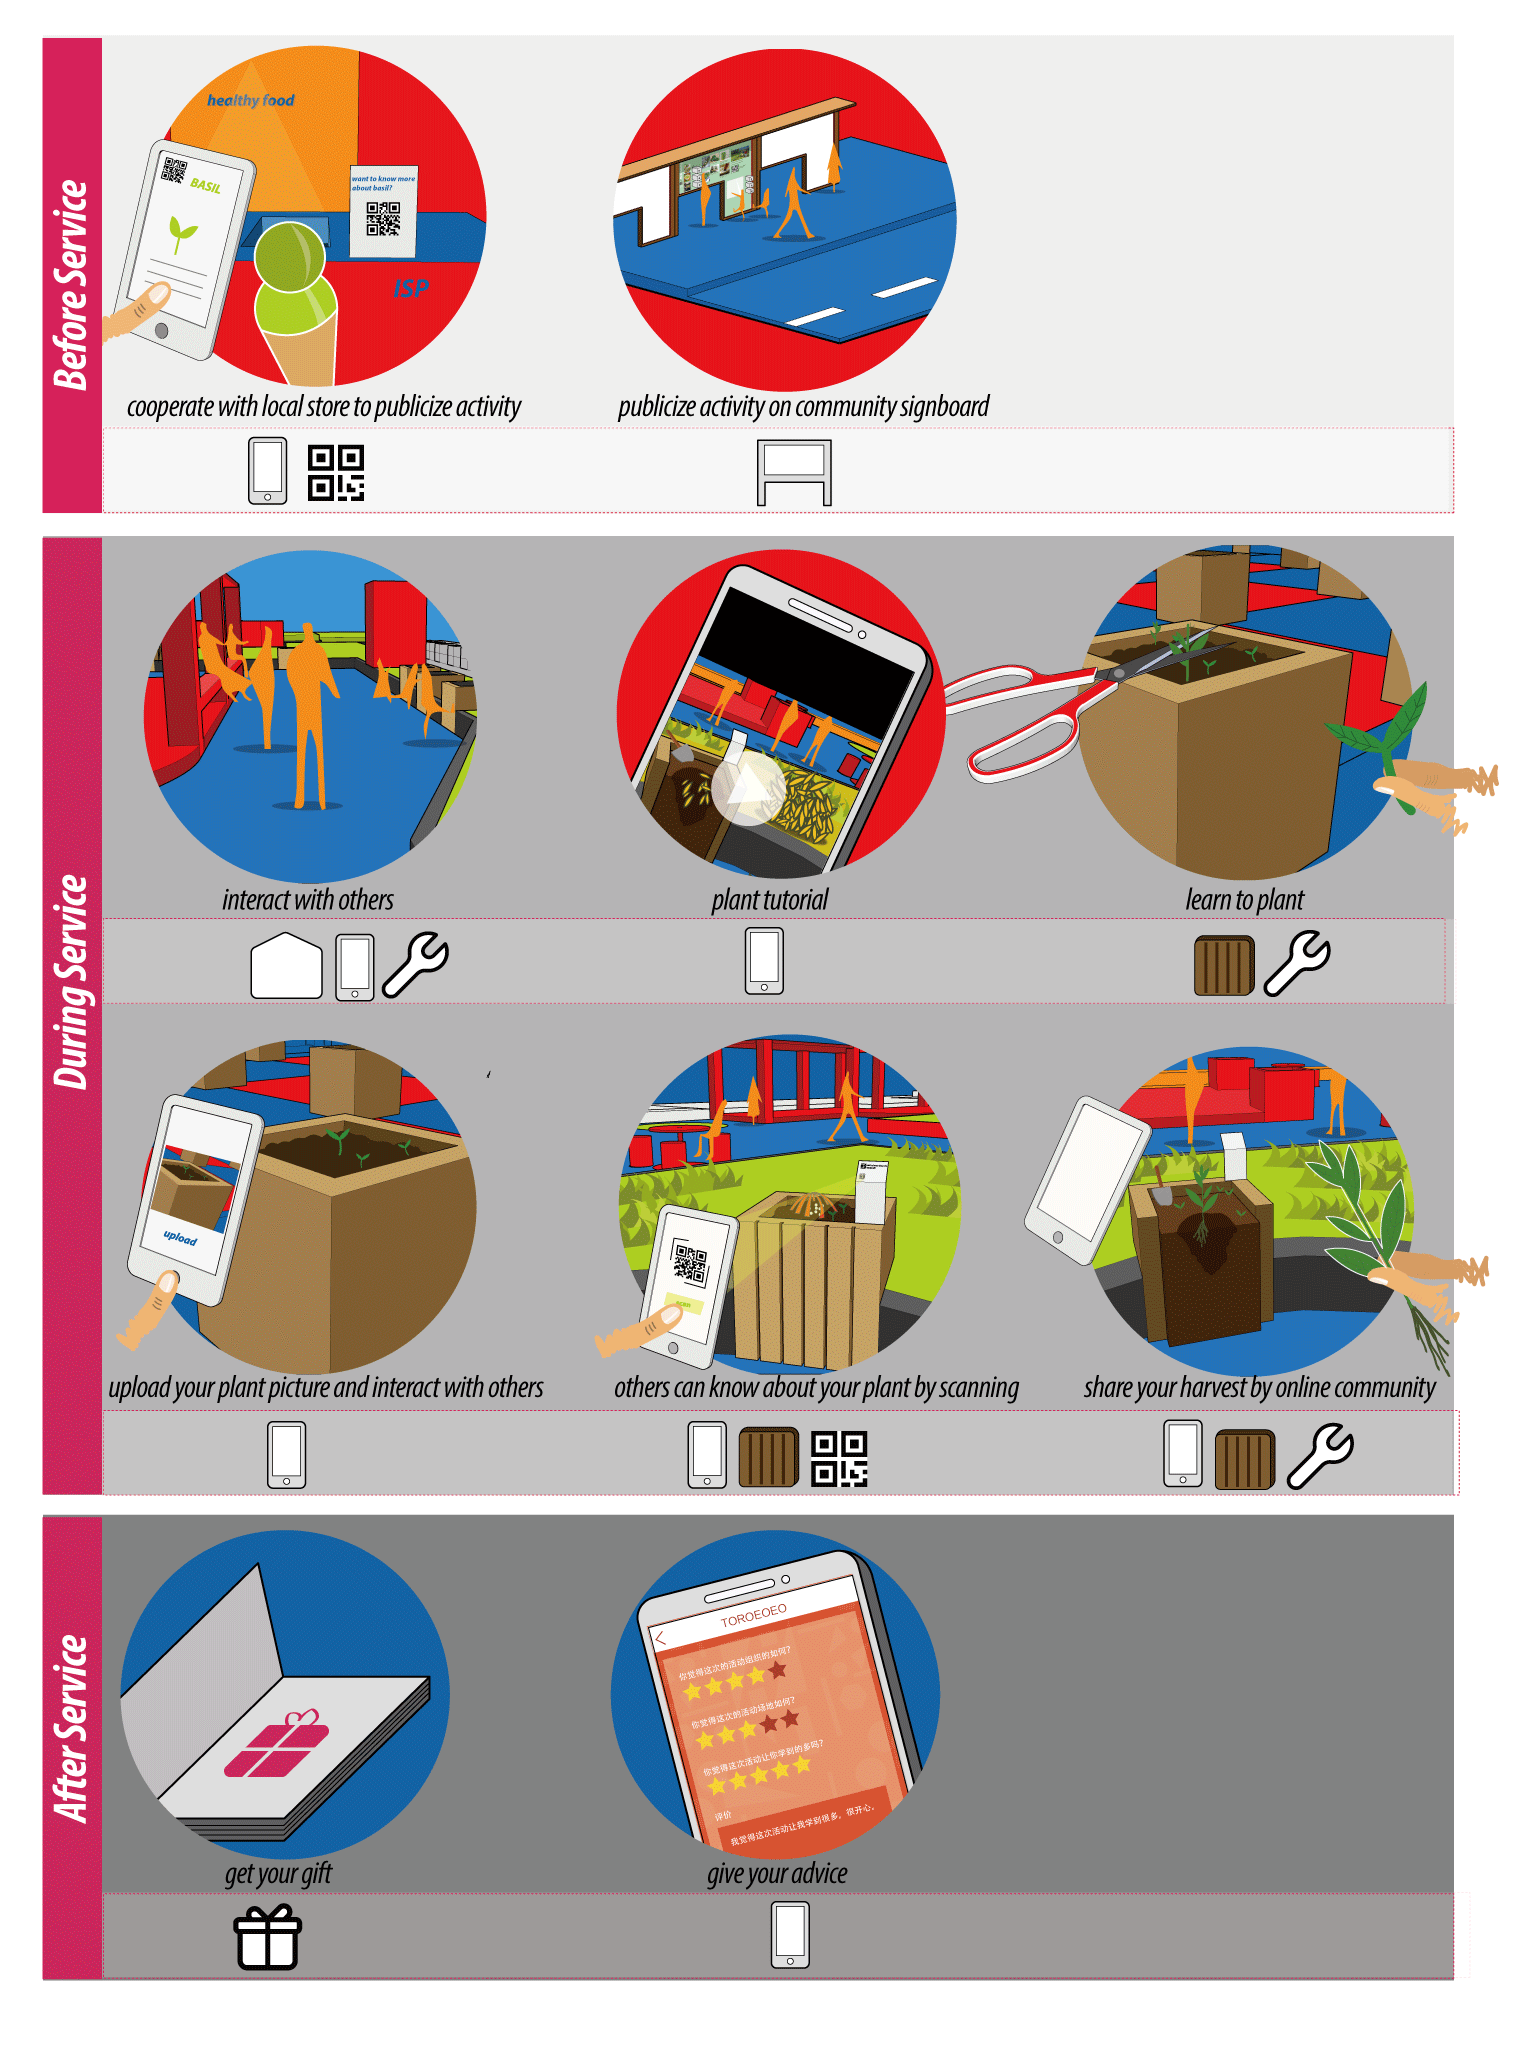 Before Service
healthy food
BASIL
want to know more
about basil?
ISP
cooperate with local store to publicize activity
publicize activity on community signboard
During Service
interact with others
plant tutorial
learn to plant
upload
upload your plant picture and interact with others
others can know about your plant by scanning
share your harvest by online community
After Service
get your gift
TOROEOEO
你觉得这次的活动组织的如何?
你觉得这次的活动场地如何?
你觉得这次活动让你学到的多吗?
评价
我觉得这次活动让我学到很多，很开心。
give your advice